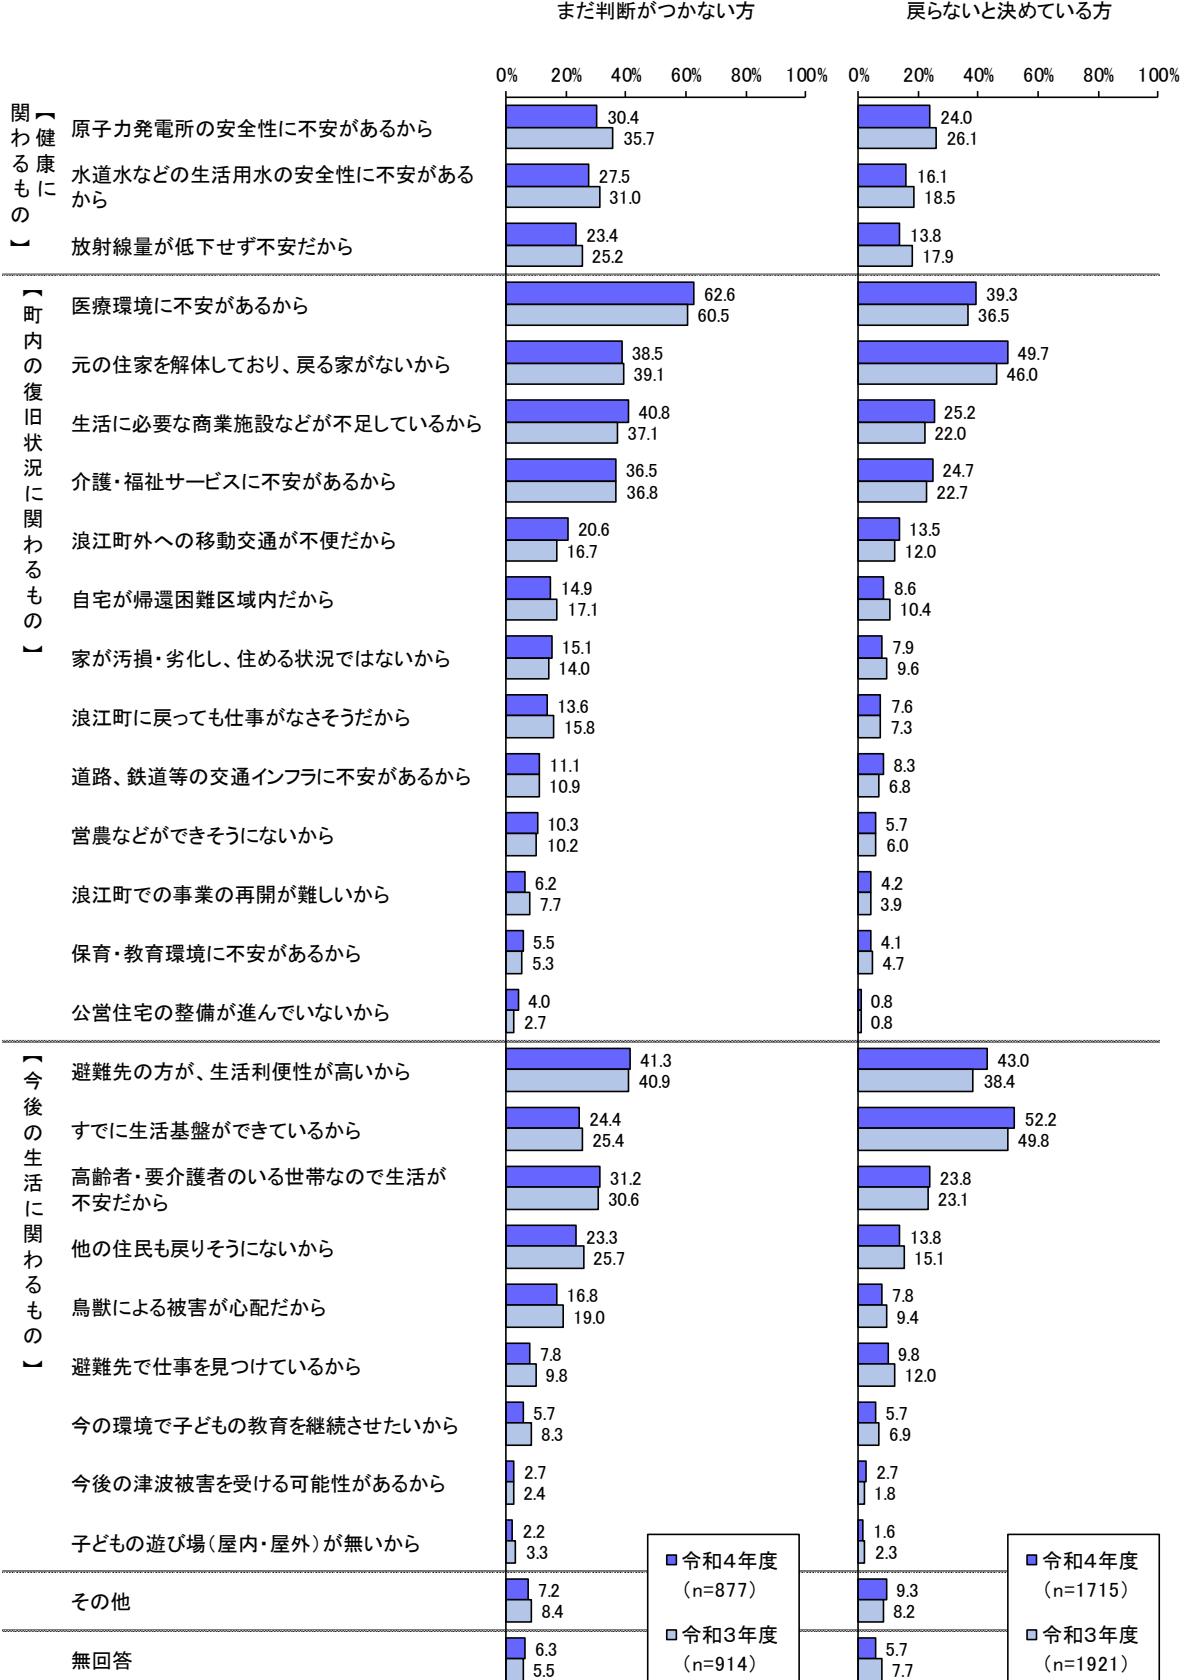 まだ判断がつかない方
戻らないと決めている方
0% 20% 40% 60% 80% 100%
0% 20% 40% 60% 80% 100%
【健康に関わるもの】
原子力発電所の安全性に不安があるから
30.4
35.7
24.0
26.1
水道水などの生活用水の安全性に不安がある
から
27.5
31.0
16.1
18.5
放射線量が低下せず不安だから
23.4
25.2
13.8
17.9
【町内の復旧状況に関わるもの】
医療環境に不安があるから
62.6
60.5
39.3
36.5
元の住家を解体しており、戻る家がないから
38.5
39.1
49.7
46.0
生活に必要な商業施設などが不足しているから
40.8
37.1
25.2
22.0
介護・福祉サービスに不安があるから
36.5
36.8
24.7
22.7
浪江町外への移動交通が不便だから
20.6
16.7
13.5
12.0
自宅が帰還困難区域内だから
14.9
17.1
8.6
10.4
家が汚損・劣化し、住める状況ではないから
15.1
14.0
7.9
9.6
浪江町に戻っても仕事がなさそうだから
13.6
15.8
7.6
7.3
道路、鉄道等の交通インフラに不安があるから
11.1
10.9
8.3
6.8
営農などができそうにないから
10.3
10.2
5.7
6.0
浪江町での事業の再開が難しいから
6.2
7.7
4.2
3.9
保育・教育環境に不安があるから
5.5
5.3
4.1
4.7
公営住宅の整備が進んでいないから
4.0
2.7
0.8
0.8
【今後の生活に関わるもの】
避難先の方が、生活利便性が高いから
41.3
40.9
43.0
38.4
すでに生活基盤ができているから
24.4
25.4
52.2
49.8
高齢者・要介護者のいる世帯なので生活が
不安だから
31.2
30.6
23.8
23.1
他の住民も戻りそうにないから
23.3
25.7
13.8
15.1
鳥獣による被害が心配だから
16.8
19.0
7.8
9.4
避難先で仕事を見つけているから
7.8
9.8
9.8
12.0
今の環境で子どもの教育を継続させたいから
5.7
8.3
5.7
6.9
今後の津波被害を受ける可能性があるから
2.7
2.4
2.7
1.8
子どもの遊び場（屋内・屋外）が無いから
2.2
3.3
1.6
2.3
その他
7.2
8.4
9.3
8.2
無回答
6.3
5.5
5.7
7.7
令和４年度
（n=877）
令和３年度
（n=914）
令和４年度
（n=1715）
令和３年度
（n=1921）